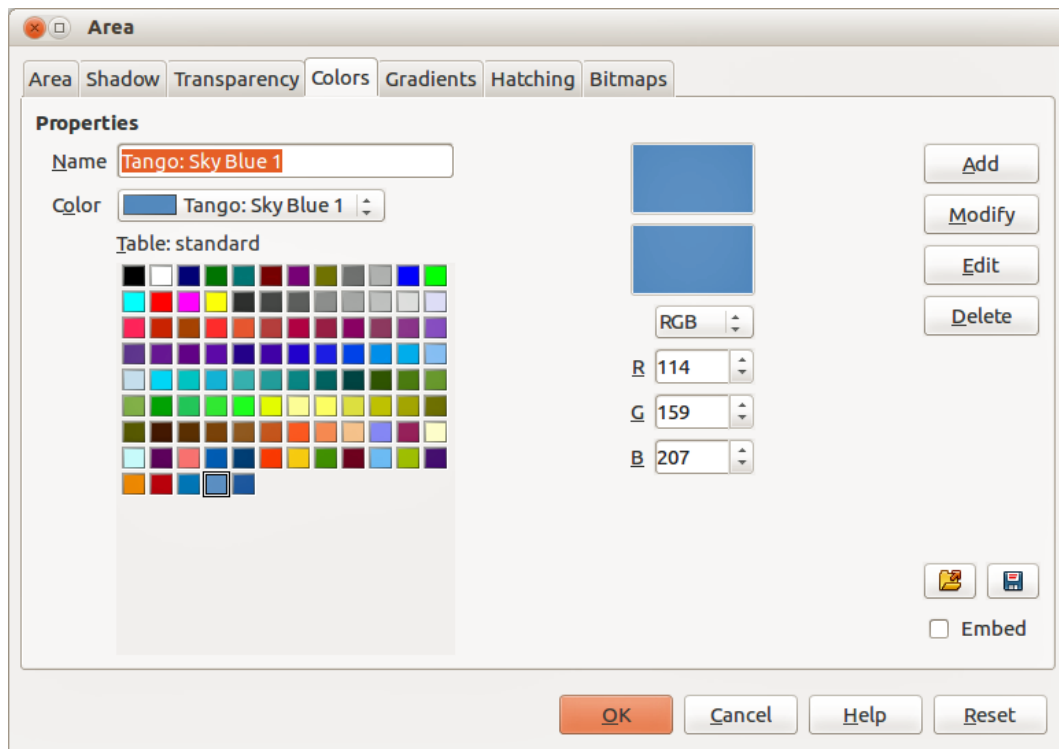 Area
Area Shadow Transparency Colors Gradients Hatching Bitmaps
Properties
Name Tango: Sky Blue 1
Color Tango: Sky Blue 1
Table: standard
RGB
R 114
G 159
B 207
Add
Modify
Edit
Delete
Embed
OK Cancel Help Reset